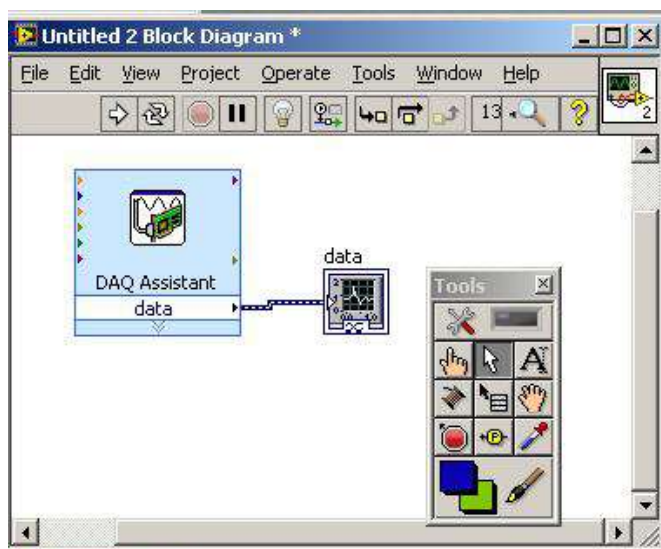 Untitled 2 Block Diagram *
File Edit View Project Operate Tools Window Help
13
2
DAQ Assistant
data
data
Tools